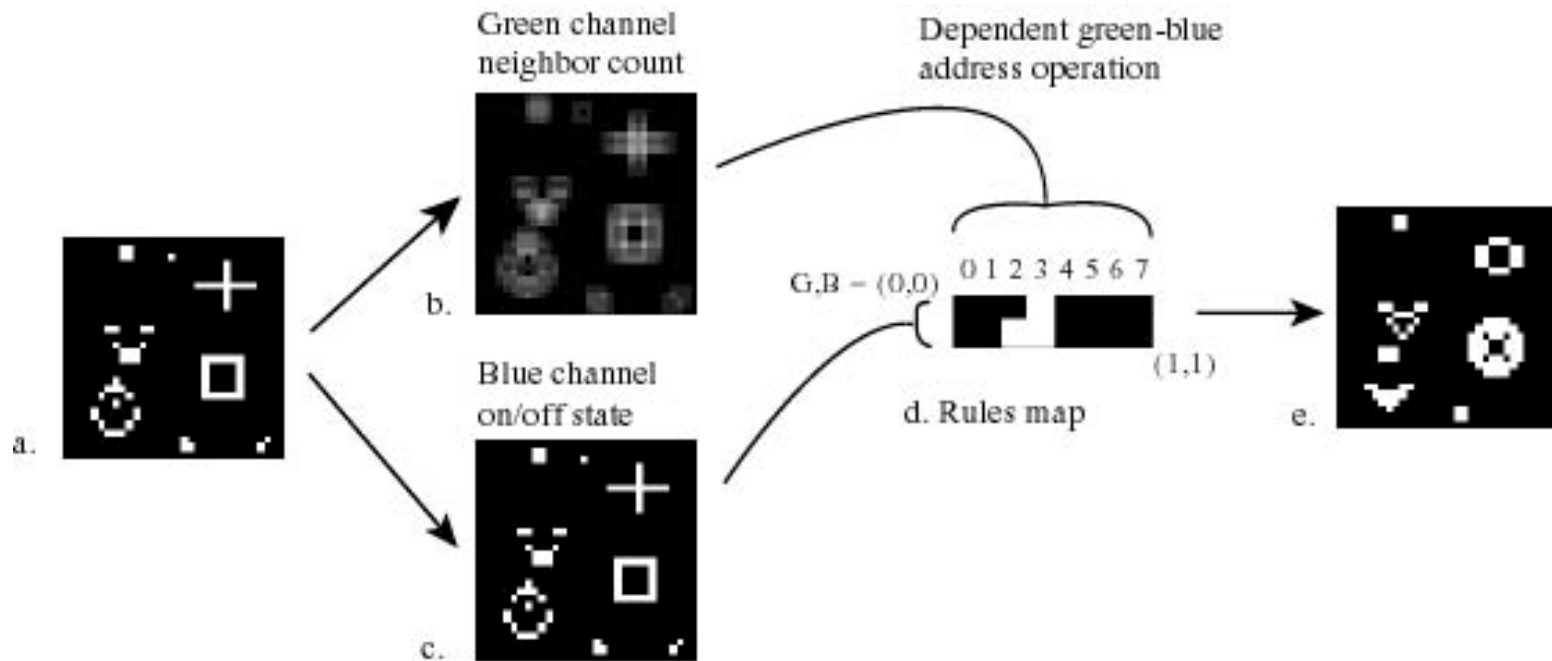 Green channel
neighbor count
Dependent green-blue
address operation
b.
0 1 2 3 4 5 6 7
G,B = (0,0)
(1,1)
Blue channel
on/off state
d. Rules map
a.
c.
e.